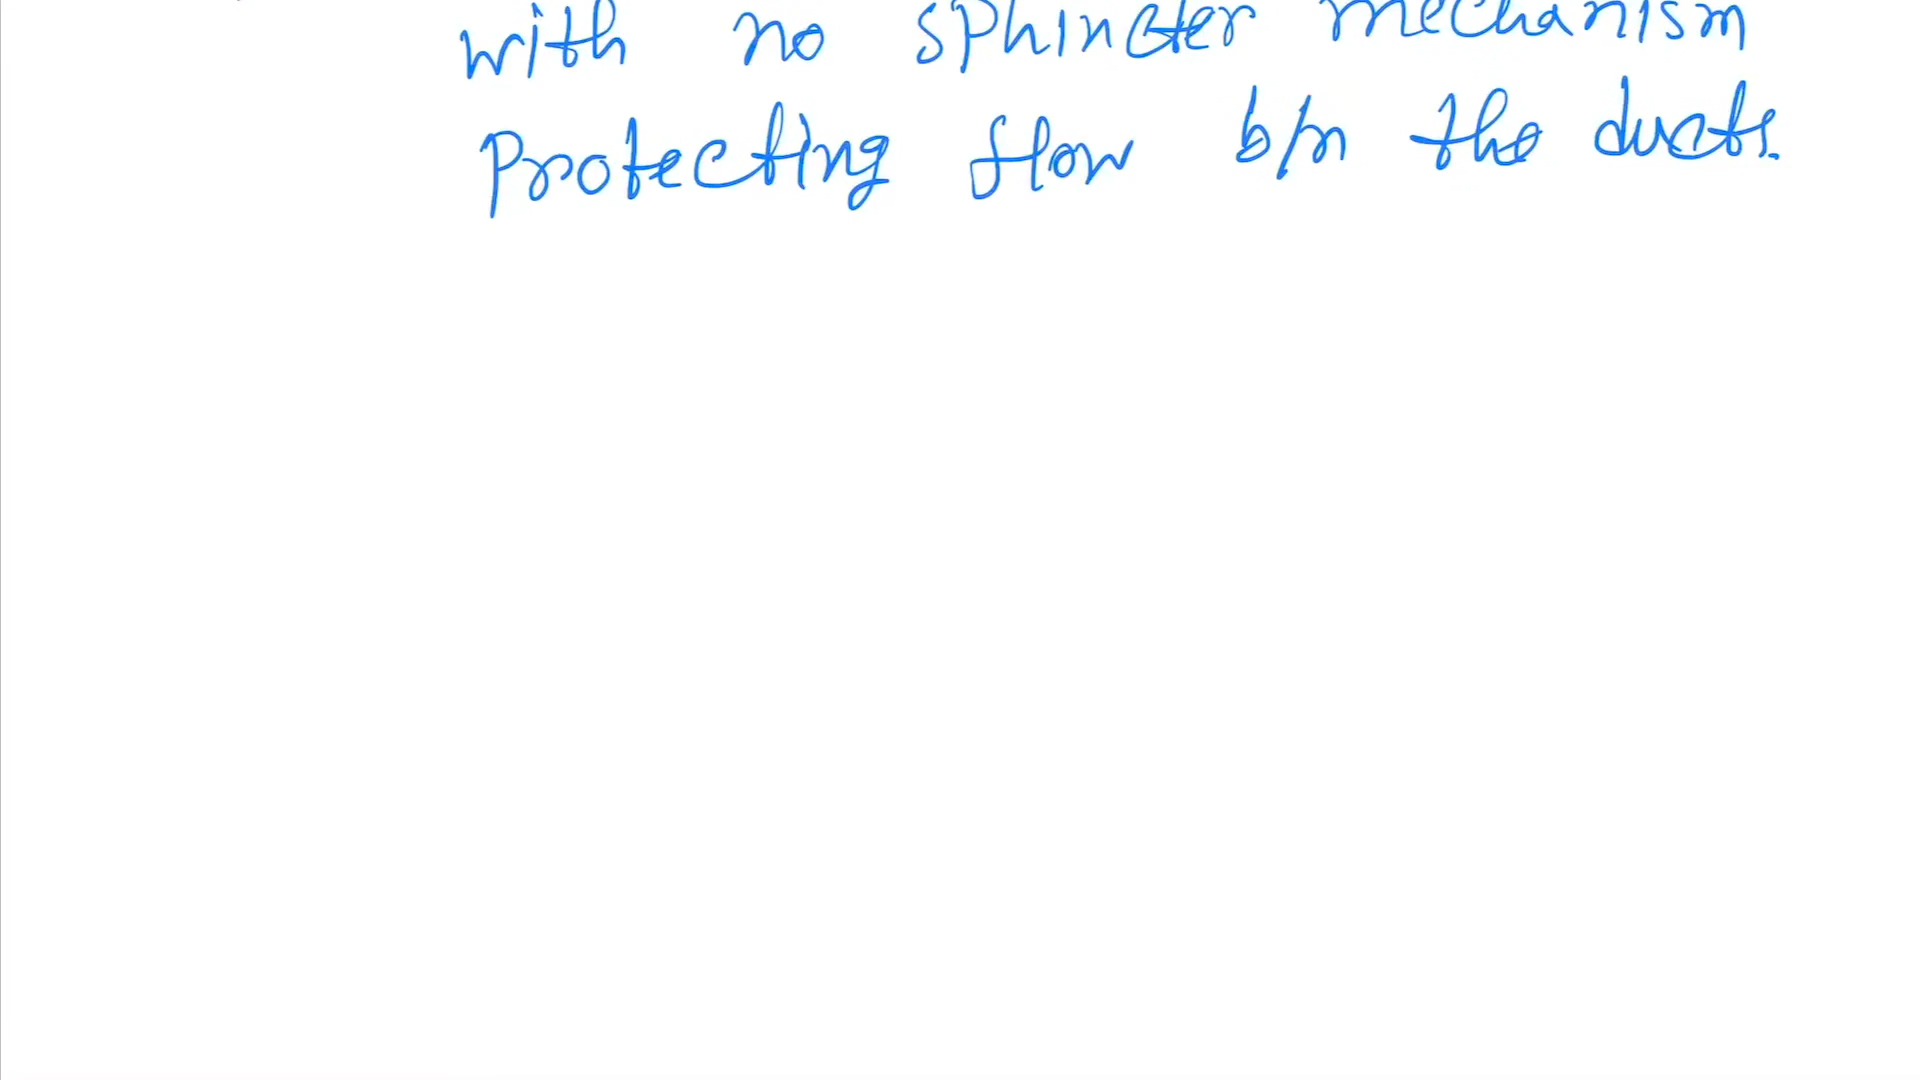 with no sphincter mechanism
Protecting flow b/n the ducts.